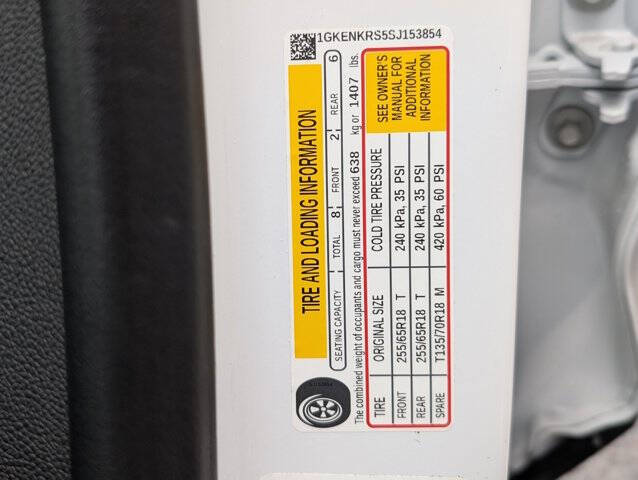 1GKENKRS5SJ153854
TIRE AND LOADING INFORMATION
SEATING CAPACITY TOTAL 8 FRONT 2 REAR 6
The combined weight of occupants and cargo must never exceed 638 kg or 1407 lbs.
TIRE ORIGINAL SIZE COLD TIRE PRESSURE
FRONT 255/65R18 T 240 kPa, 35 PSI
REAR 255/65R18 T 240 kPa, 35 PSI
SPARE T135/70R18 M 420 kPa, 60 PSI
SEE OWNER'S
MANUAL FOR
ADDITIONAL
INFORMATION